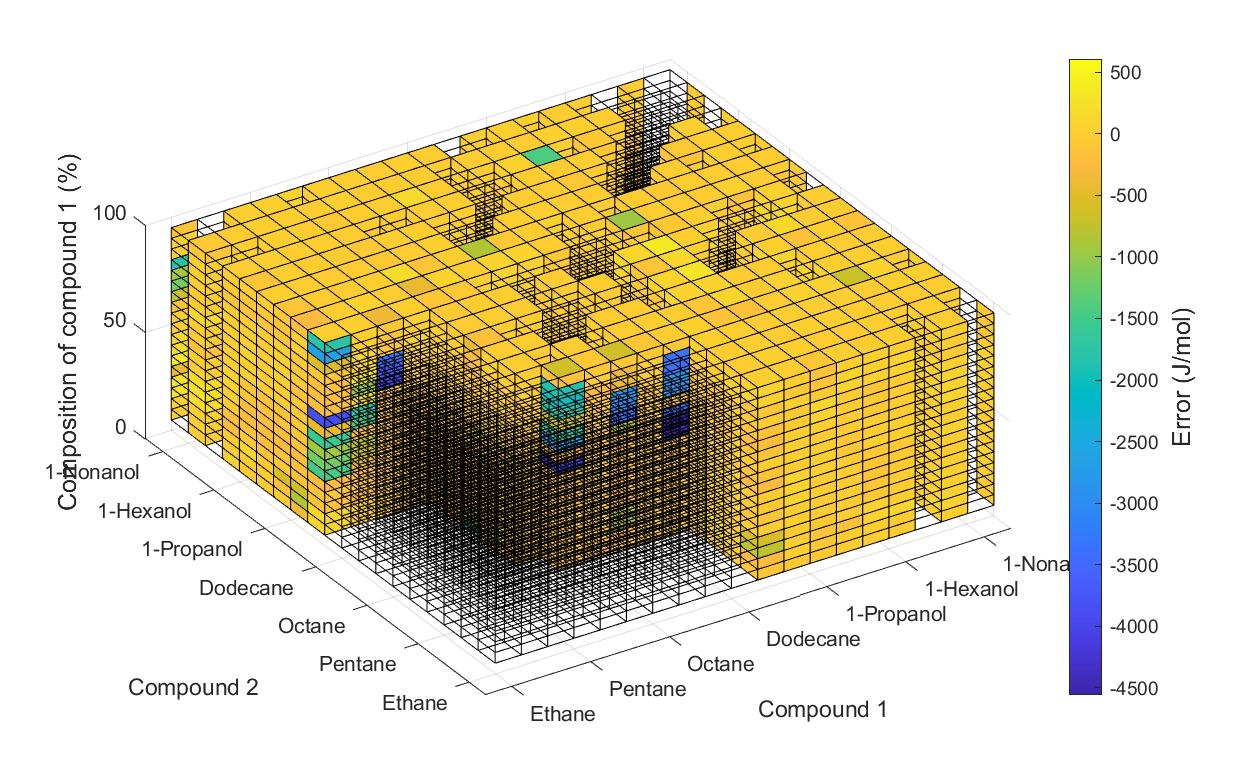 Composition of compound 1 (%)
100
50
0
1-Nonanol
1-Hexanol
1-Propanol
Dodecane
Octane
Pentane
Ethane
Compound 2
Ethane
Pentane
Octane
Dodecane
1-Propanol
1-Hexanol
1-Nona
Compound 1
500
0
-500
-1000
-1500
-2000
-2500
-3000
-3500
-4000
-4500
Error (J/mol)